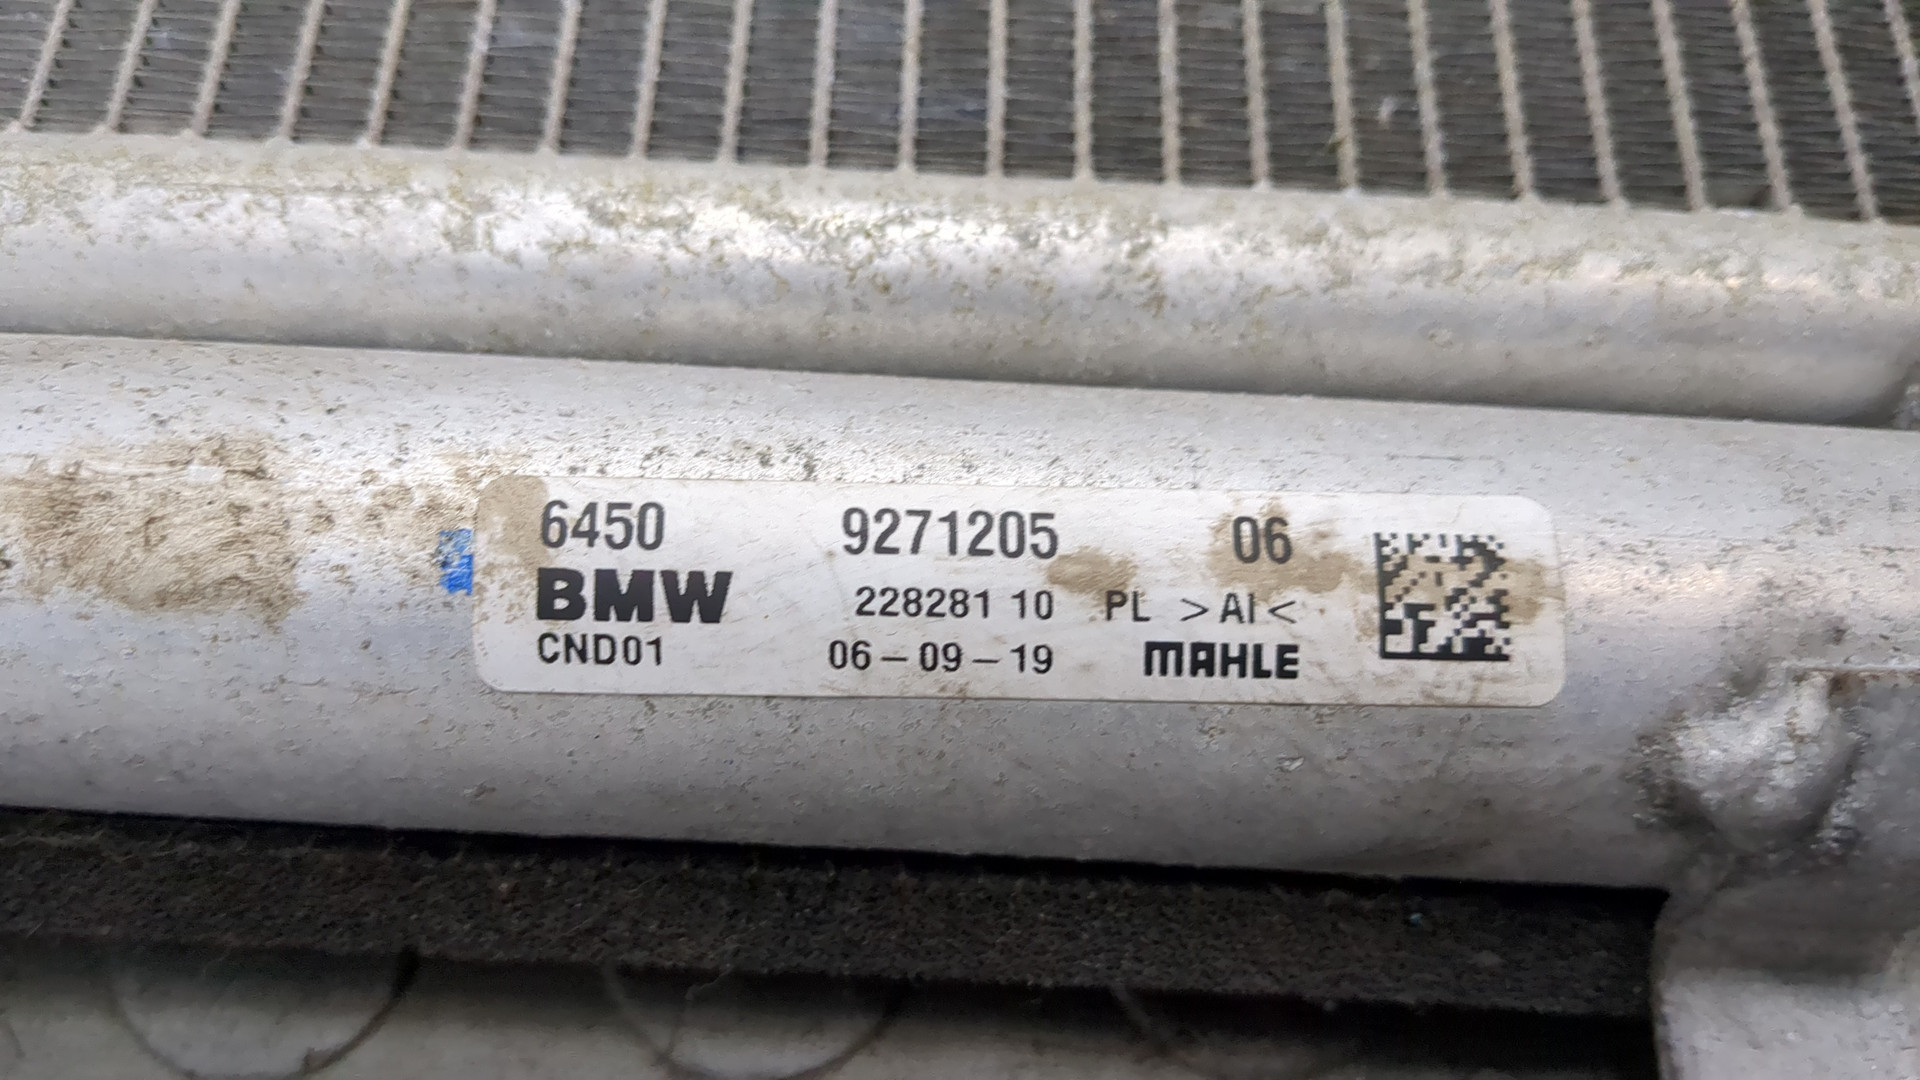 6450 9271205 06
BMW 228281 10 PL >Al<
CND01 06-09-19 MAHLE